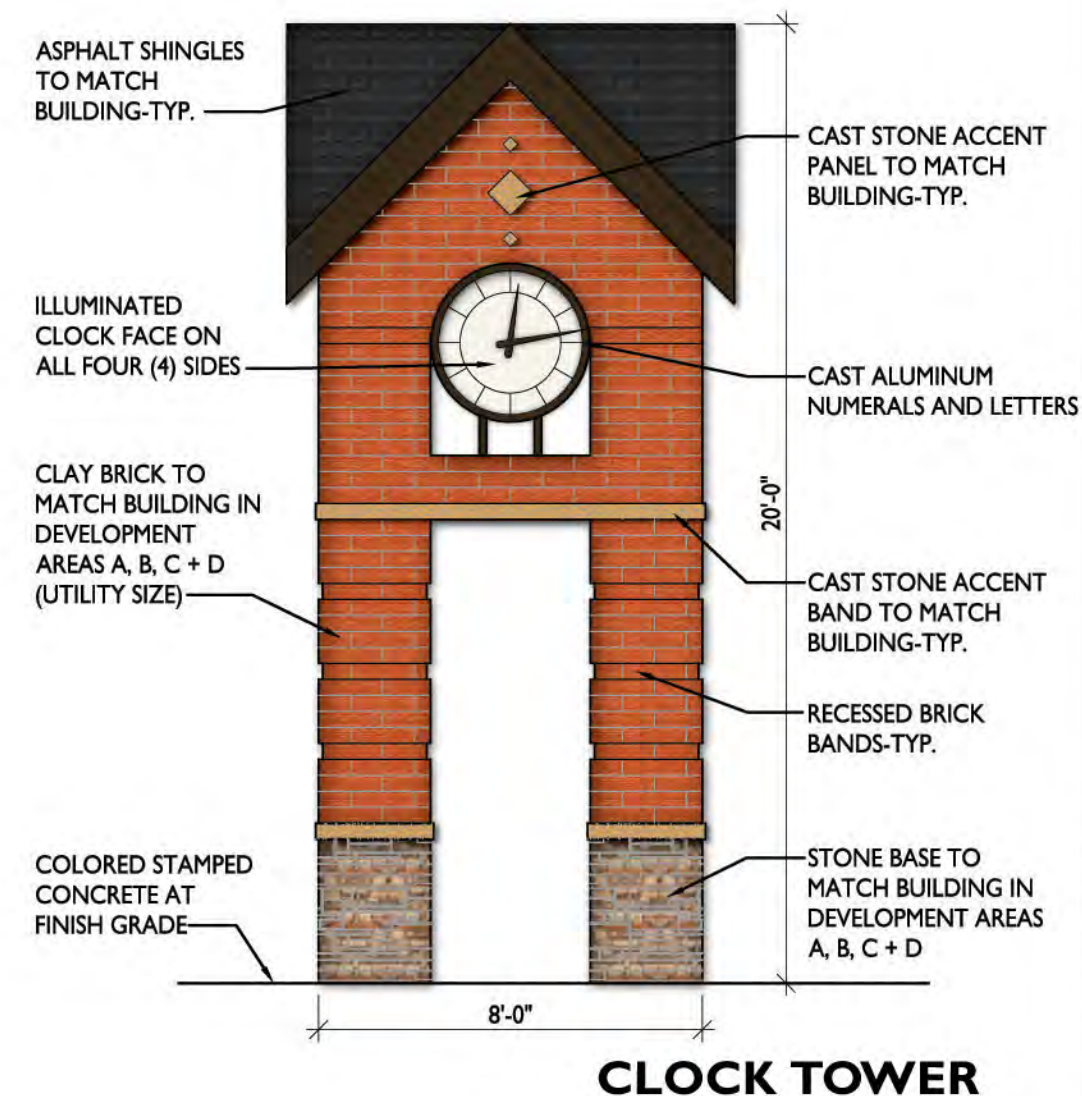 ASPHALT SHINGLES
TO MATCH
BUILDING-TYP.
ILLUMINATED
CLOCK FACE ON
ALL FOUR (4) SIDES
CLAY BRICK TO
MATCH BUILDING IN
DEVELOPMENT
AREAS A, B, C + D
(UTILITY SIZE)
COLORED STAMPED
CONCRETE AT
FINISH GRADE
CAST STONE ACCENT
PANEL TO MATCH
BUILDING-TYP.
CAST ALUMINUM
NUMERALS AND LETTERS
20'-0"
CAST STONE ACCENT
BAND TO MATCH
BUILDING-TYP.
RECESSED BRICK
BANDS-TYP.
STONE BASE TO
MATCH BUILDING IN
DEVELOPMENT AREAS
A, B, C + D
8'-0"
CLOCK TOWER